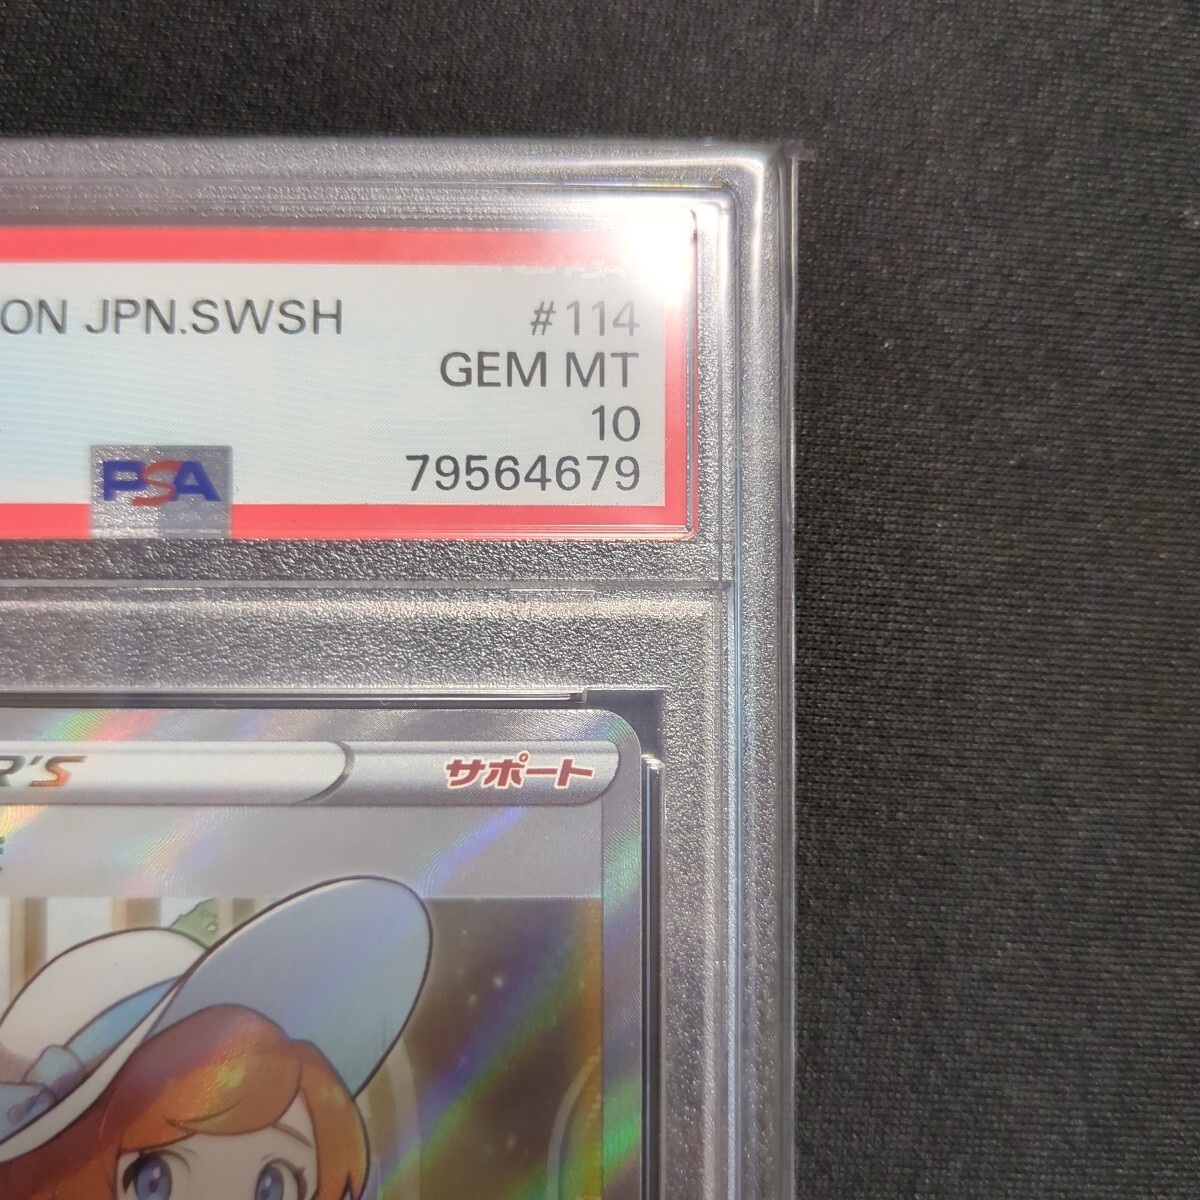 ON JPN.SWSH #114
GEM MT
10
PSA 79564679
R'S サポート